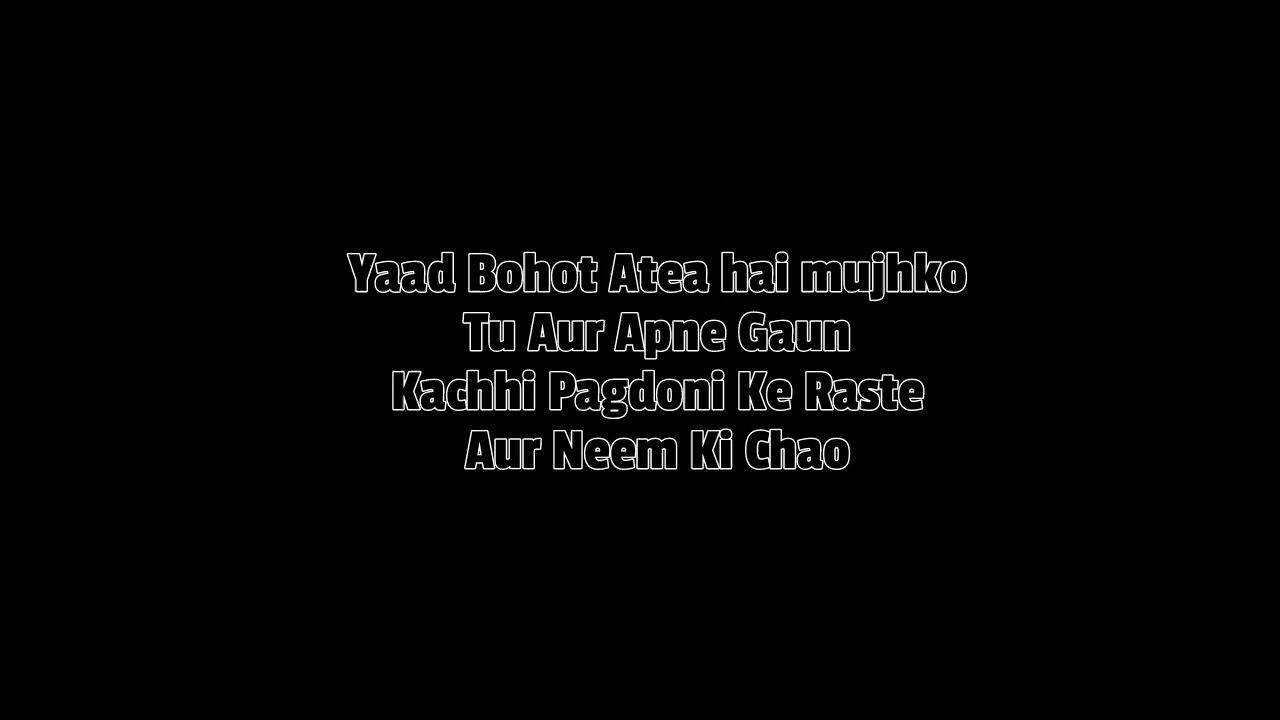 Yaad Bohot Atea hai mujhko
Tu Aur Apne Gaun
Kachhi Pagdoni Ke Raste
Aur Neem Ki Chao